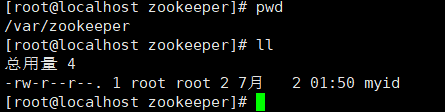 [root@localhost zookeeper]# pwd
/var/zookeeper
[root@localhost zookeeper]# ll
总用量 4
-rw-r--r--. 1 root root 2 7月   2 01:50 myid
[root@localhost zookeeper]#